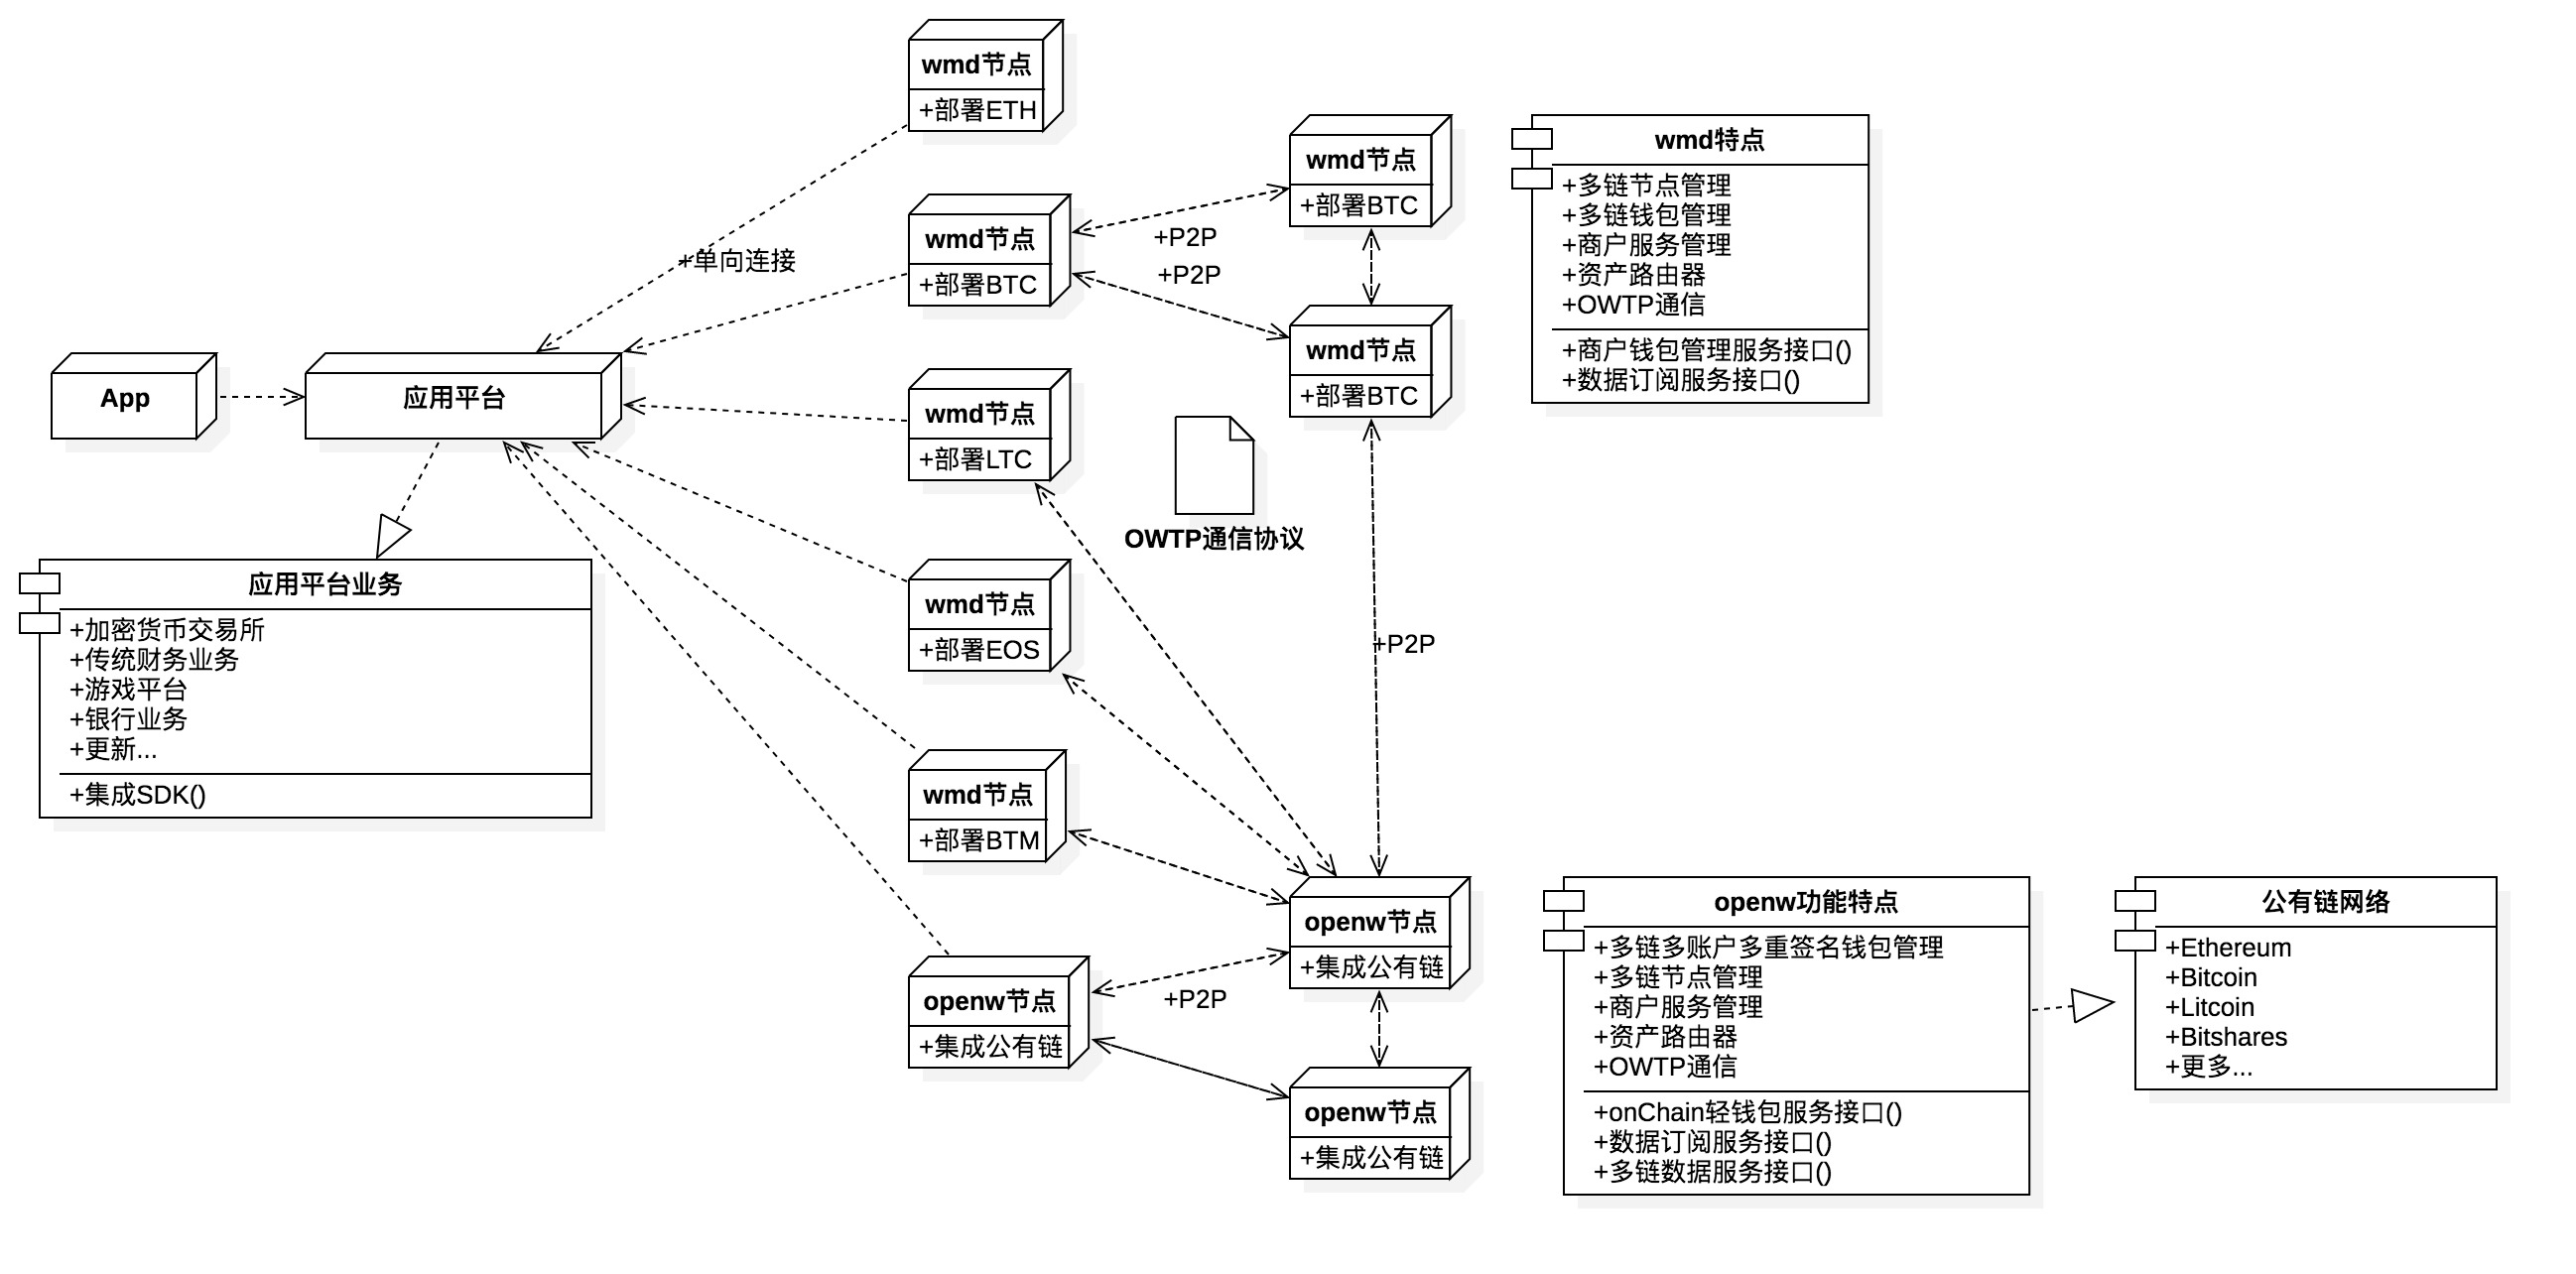 wmd节点
+部署ETH
wmd节点
+部署BTC
+单向连接
+P2P
+P2P
wmd节点
+部署BTC
wmd节点
+部署BTC
wmd特点
+多链节点管理
+多链钱包管理
+商户服务管理
+资产路由器
+OWTP通信
+商户钱包管理服务接口()
+数据订阅服务接口()
App
应用平台
wmd节点
+部署LTC
OWTP通信协议
应用平台业务
+加密货币交易所
+传统财务业务
+游戏平台
+银行业务
+更新...
+集成SDK()
wmd节点
+部署EOS
+P2P
wmd节点
+部署BTM
openw节点
+集成公有链
+P2P
openw节点
+集成公有链
openw节点
+集成公有链
openw功能特点
+多链多账户多重签名钱包管理
+多链节点管理
+商户服务管理
+资产路由器
+OWTP通信
+onChain轻钱包服务接口()
+数据订阅服务接口()
+多链数据服务接口()
公有链网络
+Ethereum
+Bitcoin
+Litcoin
+Bitshares
+更多...